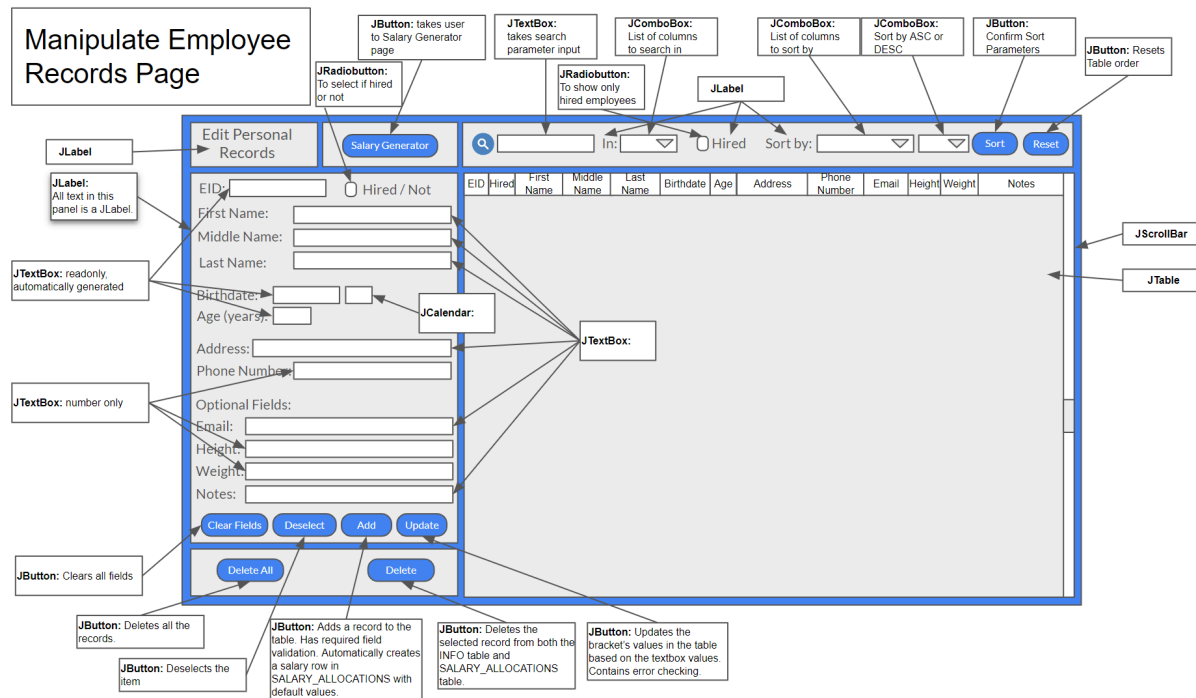 Manipulate Employee
Records Page
JButton: takes user
to Salary Generator
page
JTextBox:
takes search
parameter input
JComboBox:
List of columns
to search in
JComboBox:
List of columns
to sort by
JComboBox:
Sort by ASC or
DESC
JButton:
Confirm Sort
Parameters
JButton: Resets
Table order
JRadiobutton:
To select if hired
or not
JRadiobutton:
To show only
hired employees
JLabel
JLabel
Edit Personal
Records
Salary Generator
In:
Hired
Sort by:
Sort
Reset
JLabel:
All text in this
panel is a JLabel.
EID:
Hired / Not
EID
Hired
First
Name
Middle
Name
Last
Name
Birthdate
Age
Address
Phone
Number
Email
Height
Weight
Notes
First Name:
Middle Name:
Last Name:
JScrollBar
JTable
JTextBox: readonly,
automatically generated
Birthdate:
Age (years):
JCalendar:
JTextBox:
Address:
Phone Number:
JTextBox: number only
Optional Fields:
Email:
Height:
Weight:
Notes:
Clear Fields
Deselect
Add
Update
JButton: Clears all fields
Delete All
Delete
JButton: Deletes all the
records.
JButton: Deselects the
item
JButton: Adds a record to the
table. Has required field
validation. Automatically creates
a salary row in
SALARY_ALLOCATIONS with
default values.
JButton: Deletes the
selected record from both the
INFO table and
SALARY_ALLOCATIONS
table.
JButton: Updates the
bracket's values in the table
based on the textbox values.
Contains error checking.